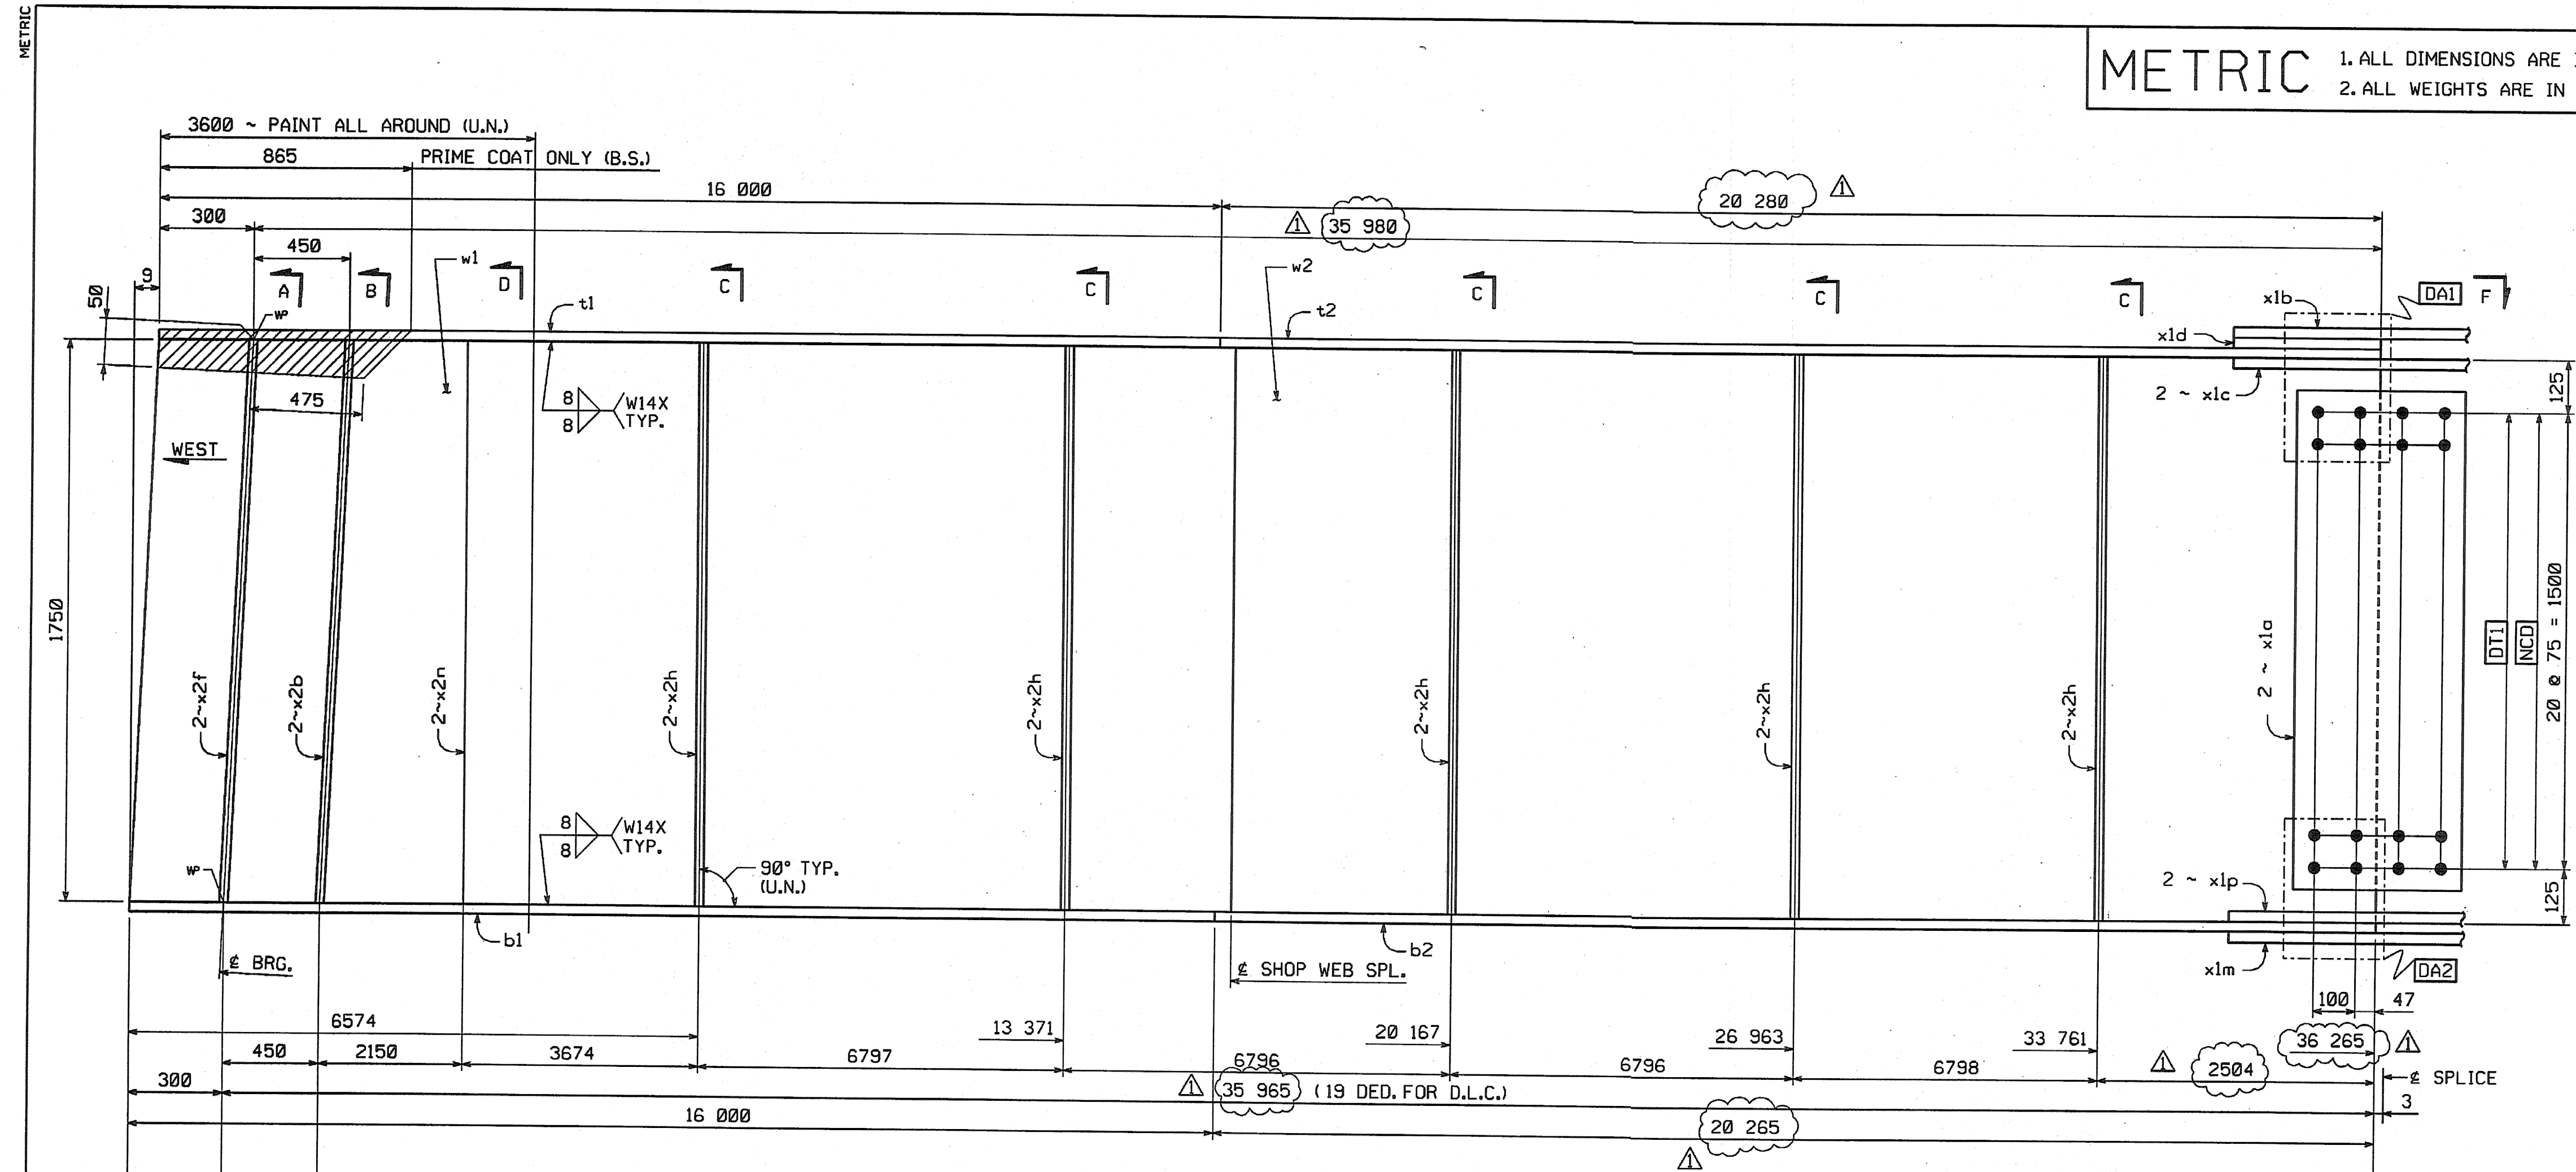 METRIC
METRIC
1. ALL DIMENSIONS ARE
2. ALL WEIGHTS ARE IN
3600 ~ PAINT ALL AROUND (U.N.)
865
PRIME COAT ONLY (B.S.)
16 000
20 280
1
300
1
35 980
450
9
50
A
B
w1
D
C
C
w2
C
C
C
x1b
DA1
F
WP
t1
t2
x1d
2 ~ x1c
125
475
8
8
W14X
TYP.
WEST
1750
2~x2f
2~x2b
2~x2n
2~x2h
2~x2h
2~x2h
2~x2h
2~x2h
2 ~ x1a
DT1
NCD
20 @ 75 = 1500
8
8
W14X
TYP.
WP
90° TYP.
(U.N.)
2 ~ x1p
125
b1
b2
℄ BRG.
℄ SHOP WEB SPL.
x1m
DA2
100
47
6574
13 371
20 167
26 963
33 761
36 265
1
450
2150
3674
6797
6796
6796
6798
1
2504
℄ SPLICE
300
1
35 965
(19 DED. FOR D.L.C.)
3
16 000
20 265
1